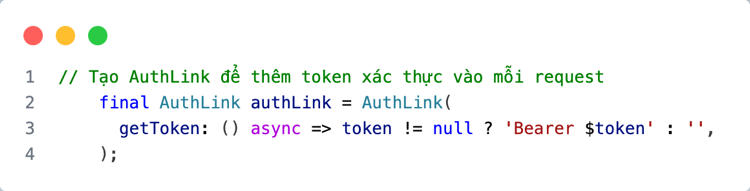 1 // Tạo AuthLink để thêm token xác thực vào mỗi request
2 final AuthLink authLink = AuthLink(
3 getToken: () async => token != null ? 'Bearer $token' : '',
4 );